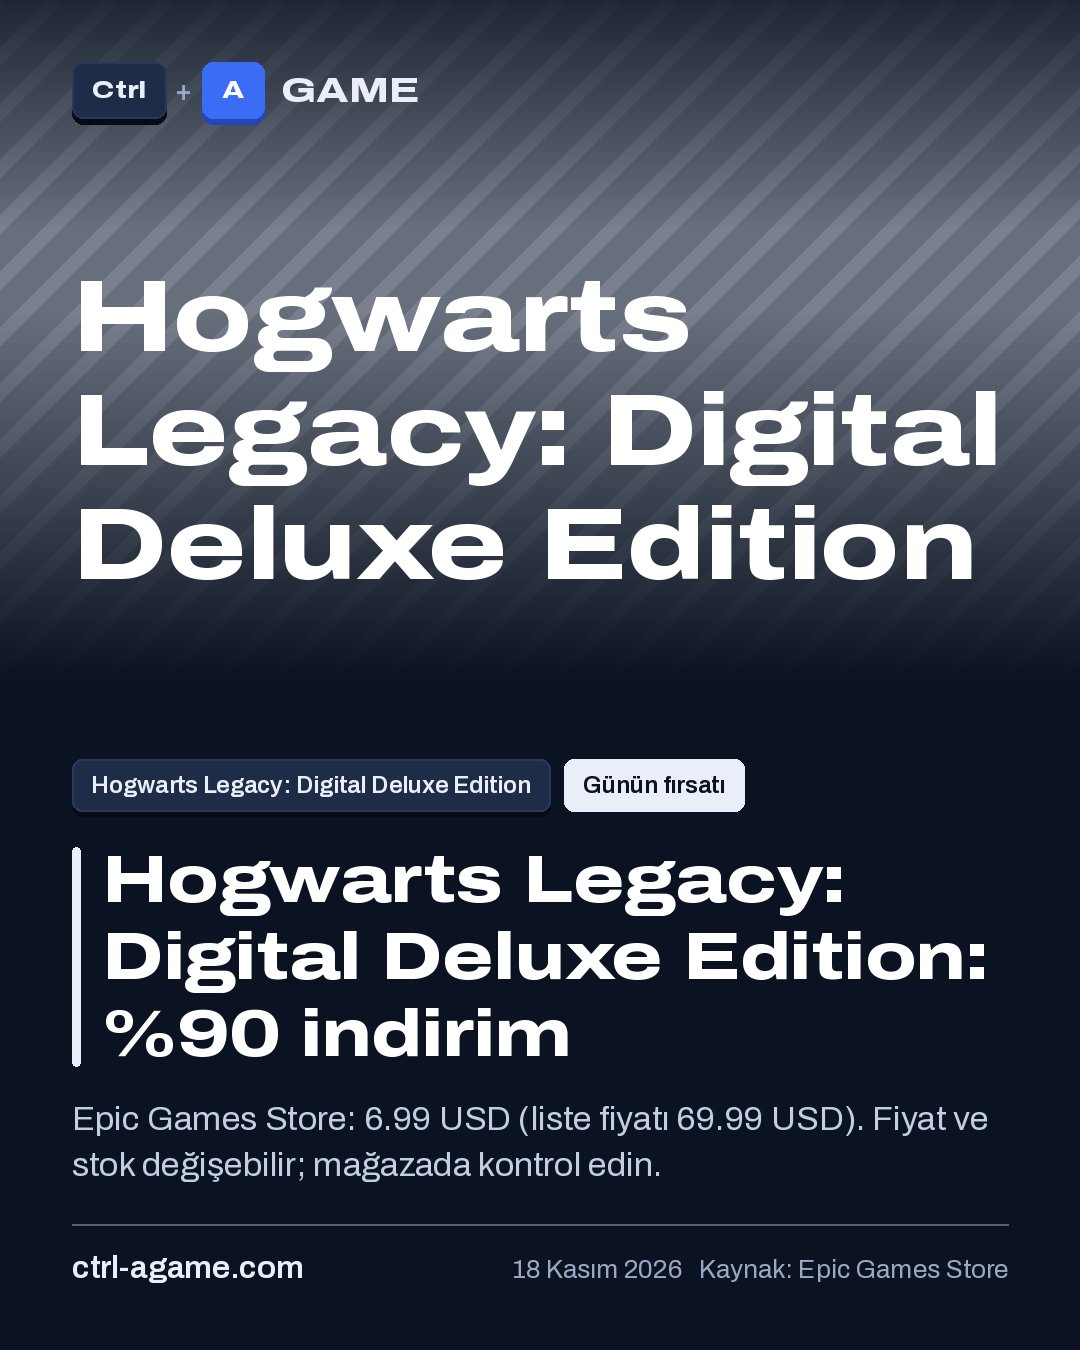 Ctrl + A GAME
Hogwarts
Legacy: Digital
Deluxe Edition
Hogwarts Legacy: Digital Deluxe Edition Günün fırsatı
Hogwarts Legacy:
Digital Deluxe Edition:
%90 indirim
Epic Games Store: 6.99 USD (liste fiyatı 69.99 USD). Fiyat ve
stok değişebilir; mağazada kontrol edin.
ctrl-agame.com 18 Kasım 2026 Kaynak: Epic Games Store